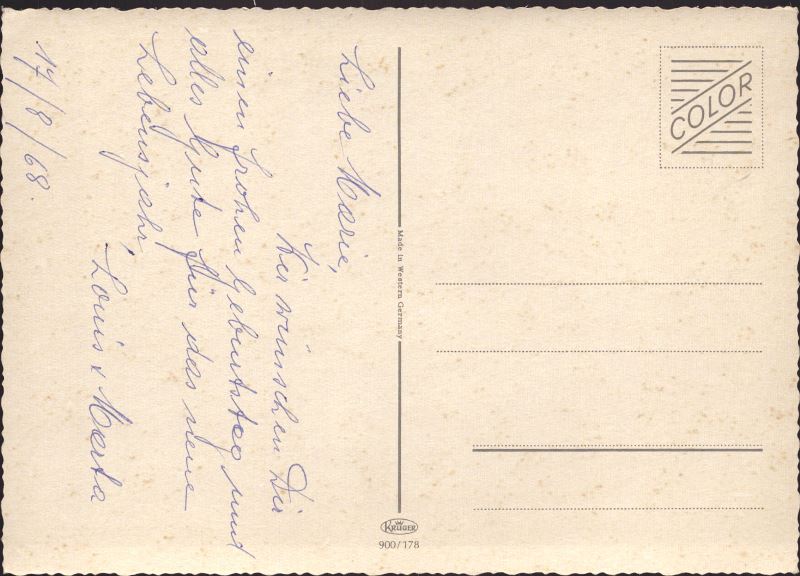 Liebe Marie,
Wir wünschen Dir
einen frohen Geburtstag und
alles Gute für das neue
Lebensjahr,
Louis & Marta
17/8/68.
Made in Western Germany
COLOR
KRÜGER
900/178